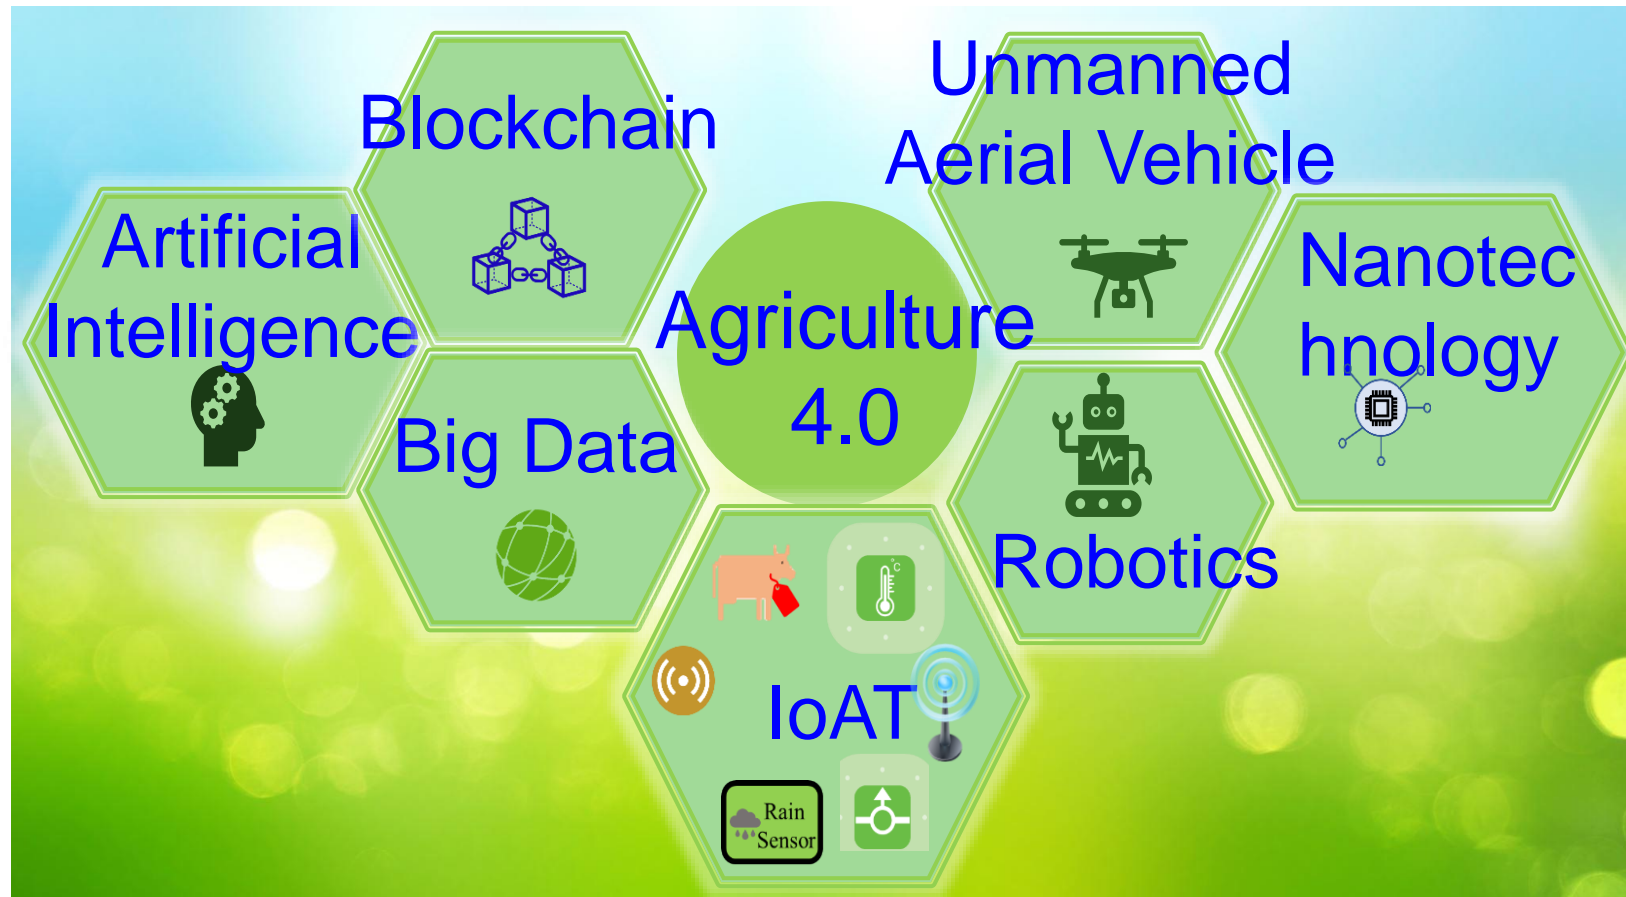 Blockchain
Unmanned
Aerial Vehicle
Artificial
Intelligence
Nanotec
hnology
Agriculture
4.0
Big Data
Robotics
°C
IoAT
Rain
Sensor